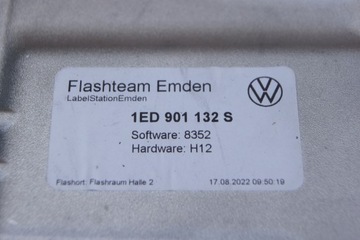 Flashteam Emden
LabelStationEmden
1ED 901 132 S
Software: 8352
Hardware: H12
Flashort: Flashraum Halle 2
17.08.2022 09:50:19